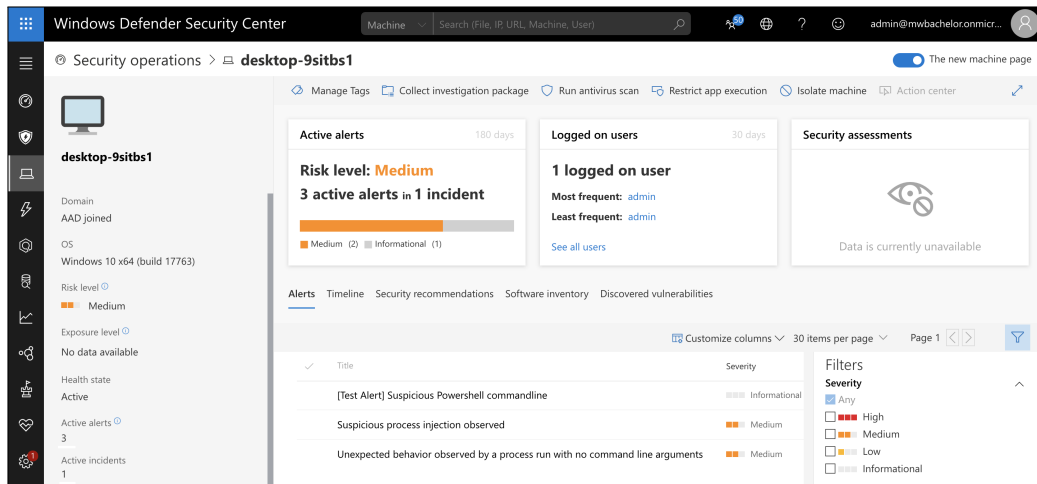 Windows Defender Security Center
Machine
Search (File, IP, URL, Machine, User)
50
?
admin@mwbachelor.onmicr...
Security operations > desktop-9sitbs1
The new machine page
desktop-9sitbs1
Domain
AAD joined
OS
Windows 10 x64 (build 17763)
Risk level
Medium
Exposure level
No data available
Health state
Active
Active alerts
3
Active incidents
1
1
Manage Tags
Collect investigation package
Run antivirus scan
Restrict app execution
Isolate machine
Action center
Active alerts
180 days
Risk level: Medium
3 active alerts in 1 incident
Medium (2)
Informational (1)
Logged on users
30 days
1 logged on user
Most frequent: admin
Least frequent: admin
See all users
Security assessments
Data is currently unavailable
Alerts
Timeline
Security recommendations
Software inventory
Discovered vulnerabilities
Customize columns
30 items per page
Page 1
Title
Severity
[Test Alert] Suspicious Powershell commandline
Informational
Suspicious process injection observed
Medium
Unexpected behavior observed by a process run with no command line arguments
Medium
Filters
Severity
Any
High
Medium
Low
Informational